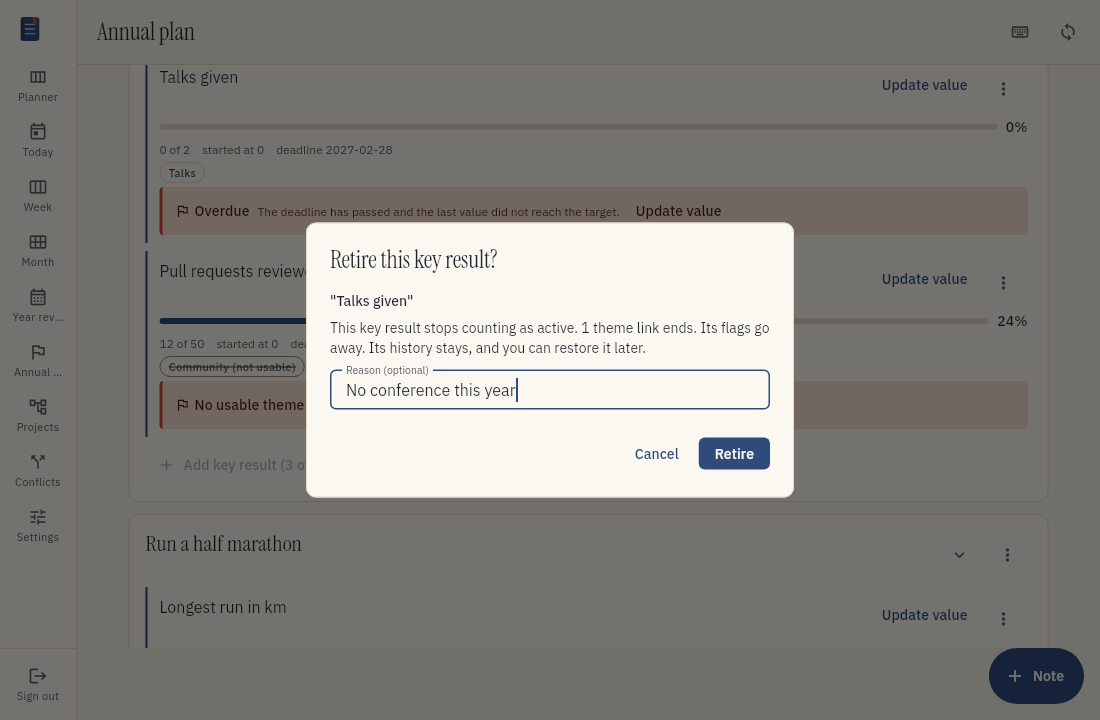 Annual plan
Planner
Today
Week
Month
Year rev...
Annual ...
Projects
Conflicts
Settings
Sign out
Talks given
Update value
0%
0 of 2 started at 0 deadline 2027-02-28
Talks
Overdue The deadline has passed and the last value did not reach the target. Update value
Pull requests
Update value
24%
12 of 50 started at 0
Community (not usable)
No usable theme
Add key result (3
Retire this key result?
"Talks given"
This key result stops counting as active. 1 theme link ends. Its flags go
away. Its history stays, and you can restore it later.
Reason (optional)
No conference this year
Cancel
Retire
Run a half marathon
Longest run in km
Update value
Note